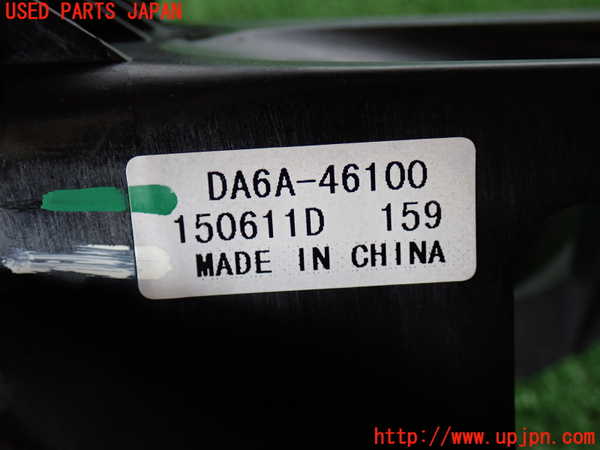 USED PARTS JAPAN
DA6A-46100
150611D 159
MADE IN CHINA
http://www.upjpn.com/